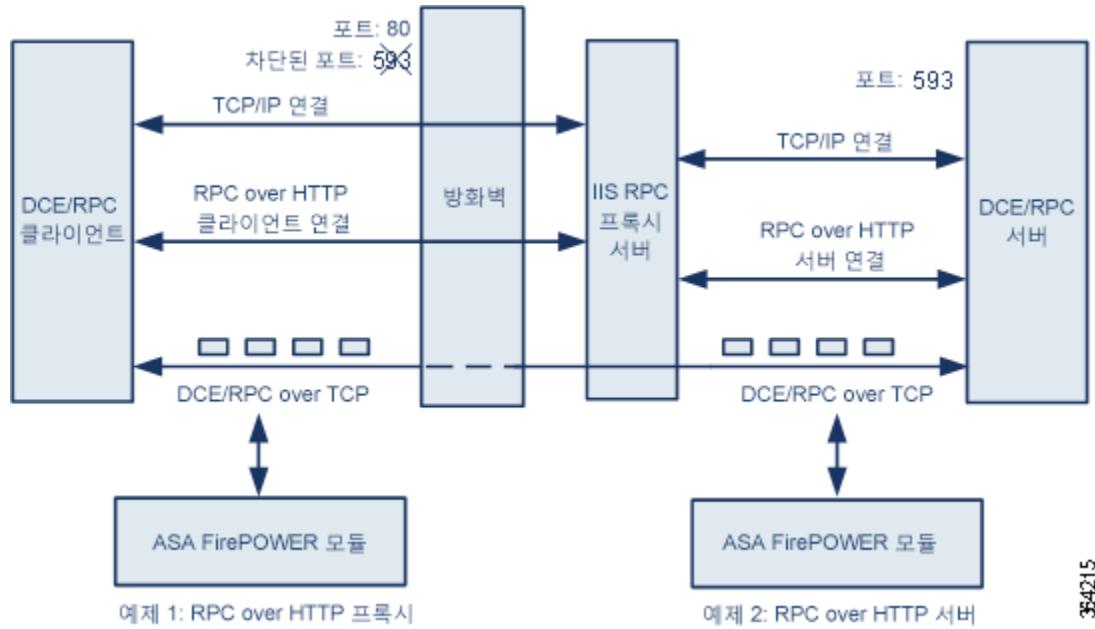 포트: 80
차단된 포트: 593
포트: 593
TCP/IP 연결
TCP/IP 연결
RPC over HTTP
클라이언트 연결
방화벽
IIS RPC
프록시
서버
DCE/RPC
클라이언트
DCE/RPC
서버
RPC over HTTP
서버 연결
DCE/RPC over TCP
DCE/RPC over TCP
ASA FirePOWER 모듈
ASA FirePOWER 모듈
예제 1: RPC over HTTP 프록시
예제 2: RPC over HTTP 서버
364215